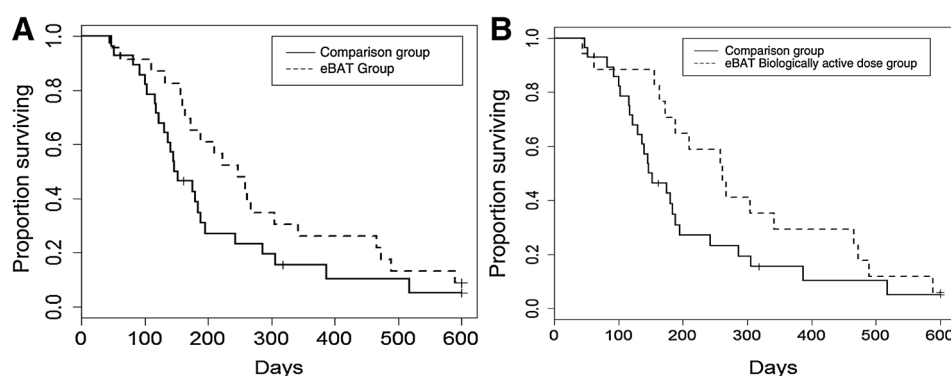 A
Proportion surviving
1.0
0.8
0.6
0.4
0.2
0.0
Comparison group
eBAT Group
0 100 200 300 400 500 600
Days
B
Proportion surviving
1.0
0.8
0.6
0.4
0.2
0.0
Comparison group
eBAT Biologically active dose group
0 100 200 300 400 500 600
Days